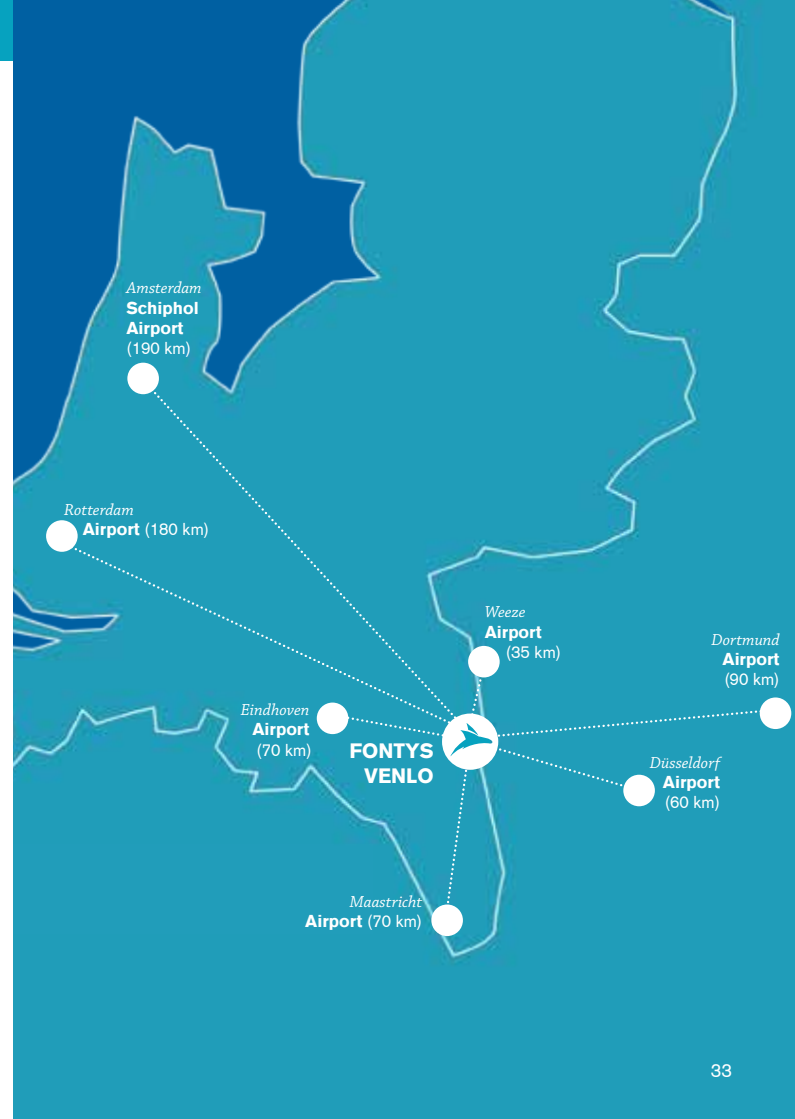 Amsterdam
Schiphol
Airport
(190 km)
Rotterdam
Airport (180 km)
Weeze
Airport
(35 km)
Dortmund
Airport
(90 km)
Eindhoven
Airport
(70 km)
FONTYS
VENLO
Düsseldorf
Airport
(60 km)
Maastricht
Airport (70 km)
33